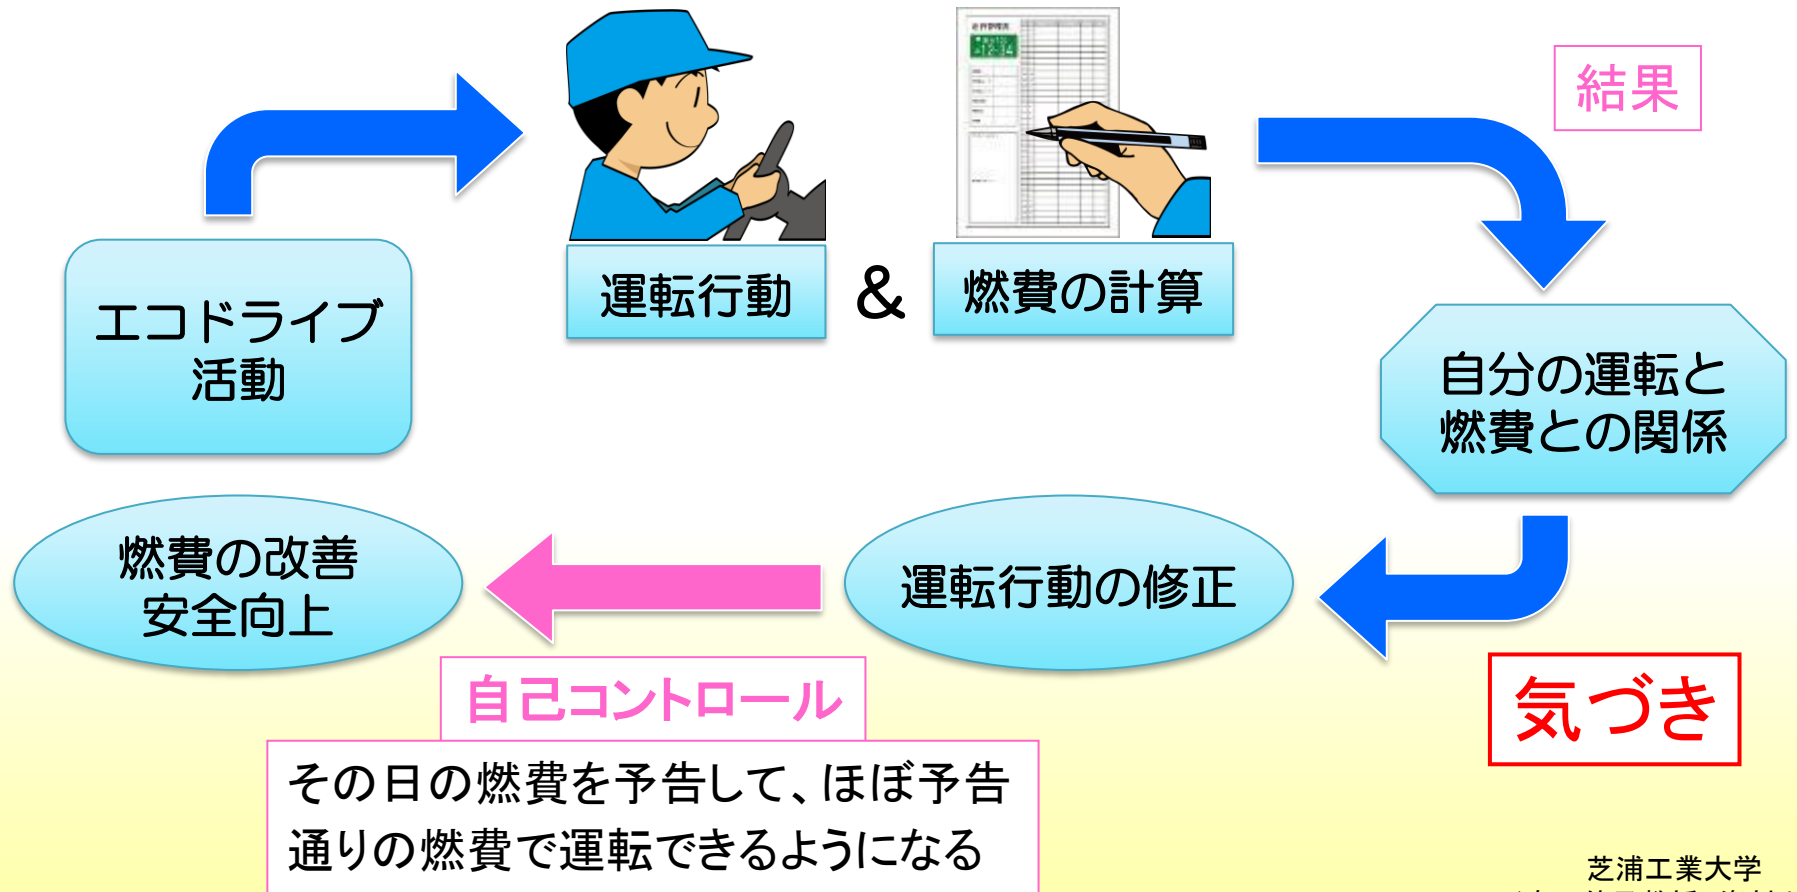 結果
運転行動
&
燃費の計算
エコドライブ
活動
自分の運転と
燃費との関係
燃費の改善
安全向上
運転行動の修正
自己コントロール
気づき
その日の燃費を予告して、ほぼ予告
通りの燃費で運転できるようになる
芝浦工業大学